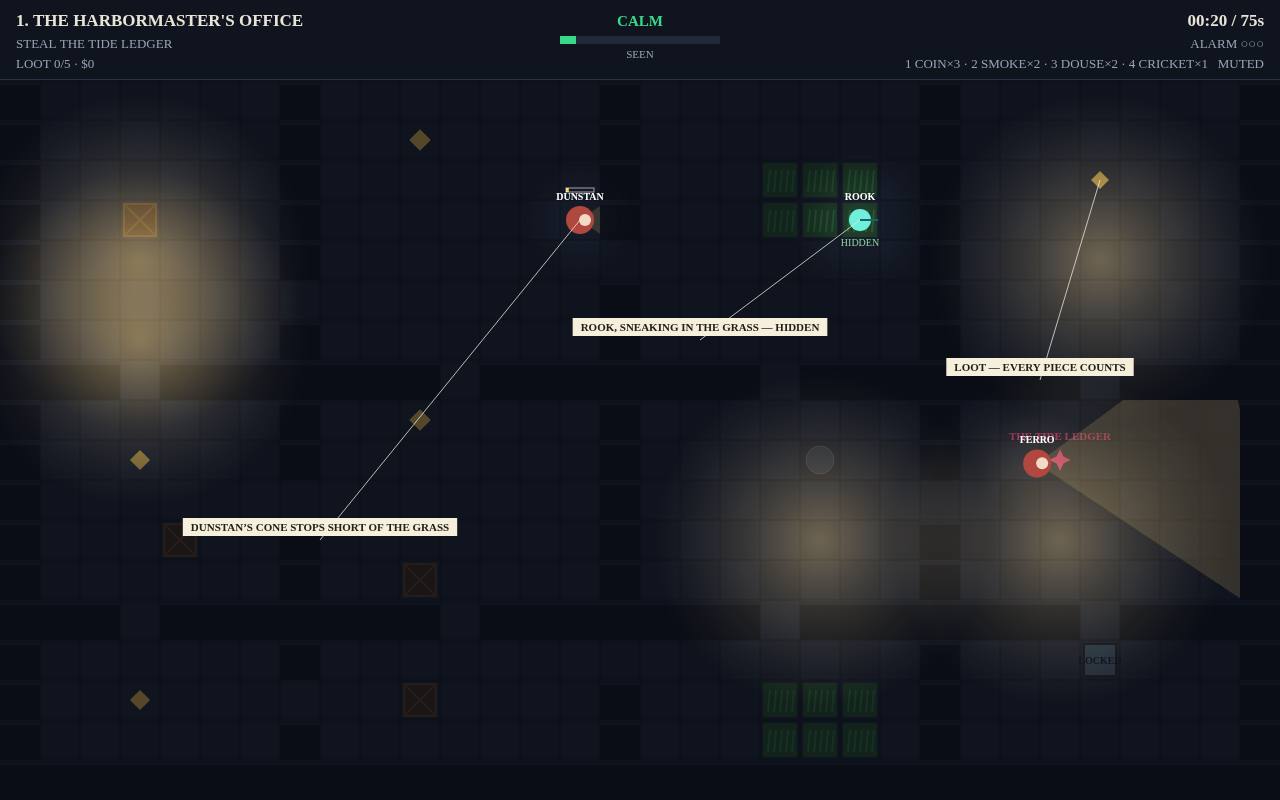 1. THE HARBORMASTER'S OFFICE
STEAL THE TIDE LEDGER
LOOT 0/5 · $0
CALM
SEEN
00:20 / 75s
ALARM ○○○
1 COIN×3 · 2 SMOKE×2 · 3 DOUSE×2 · 4 CRICKET×1 MUTED
DUNSTAN
ROOK
HIDDEN
ROOK, SNEAKING IN THE GRASS — HIDDEN
LOOT — EVERY PIECE COUNTS
THE TIDE LEDGER
FERRO
DUNSTAN’S CONE STOPS SHORT OF THE GRASS
LOCKED